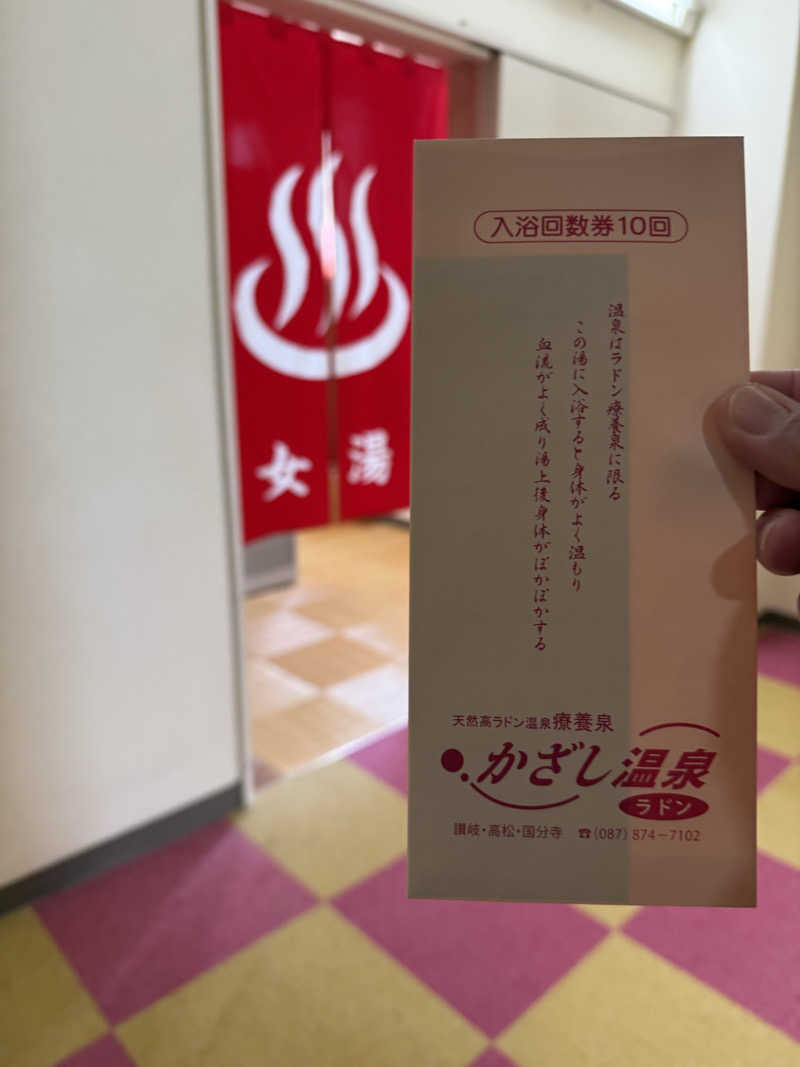 女湯
入浴回数券10回
温泉はラドン療養泉に限る
この湯に入浴すると身体がよく温もり
血流がよく成り湯上後身体がぽかぽかする
天然高ラドン温泉療養泉
かざし温泉
ラドン
讃岐・高松・国分寺 ☎(087) 874-7102